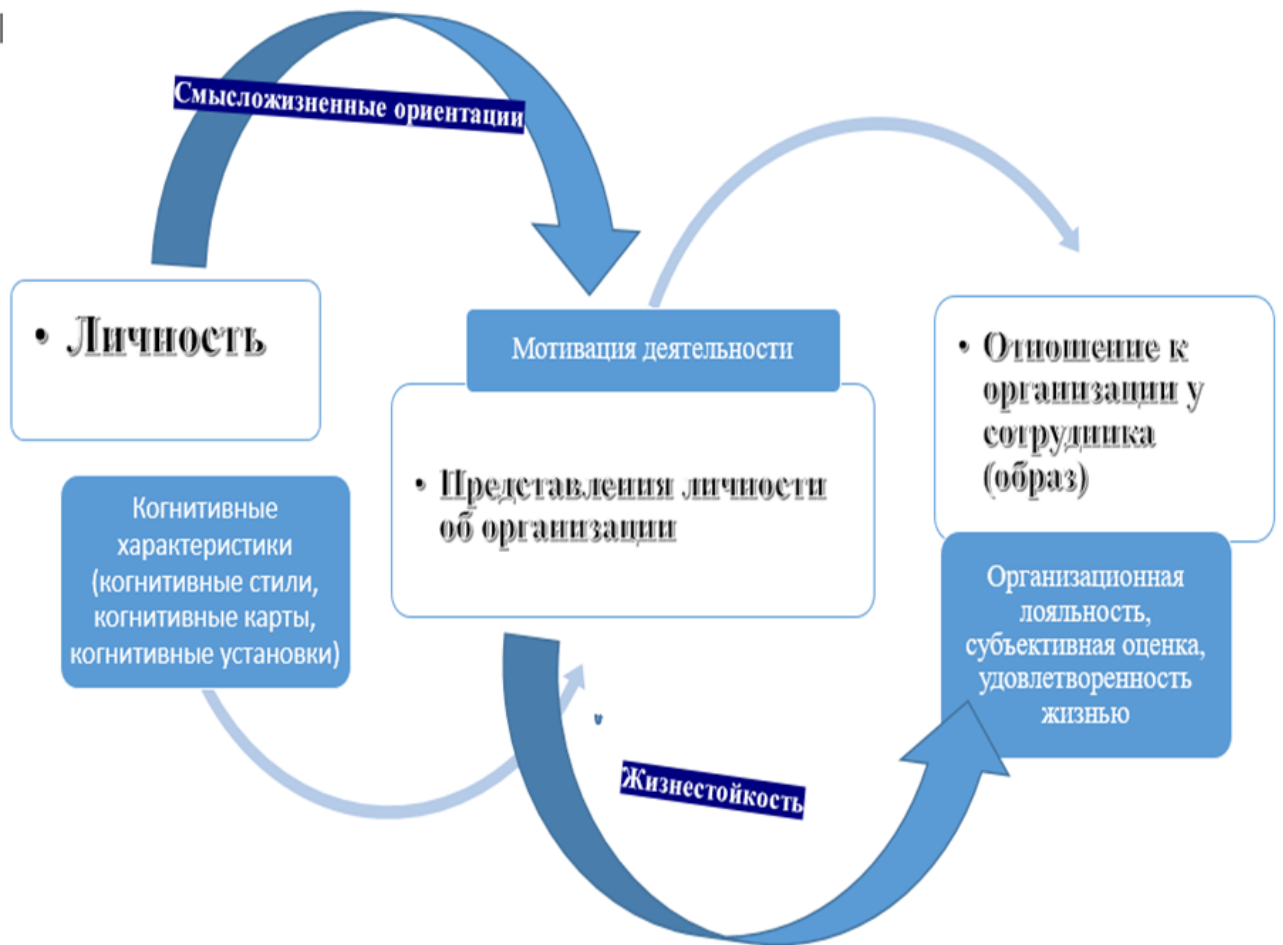 Смысложизненные ориентации
• Личность
Когнитивные
характеристики
(когнитивные стили,
когнитивные карты,
когнитивные установки)
Мотивация деятельности
• Представления личности
об организации
Жизнестойкость
• Отношение к
организации у
сотрудника
(образ)
Организационная
лояльность,
субъективная оценка,
удовлетворенность
жизнью